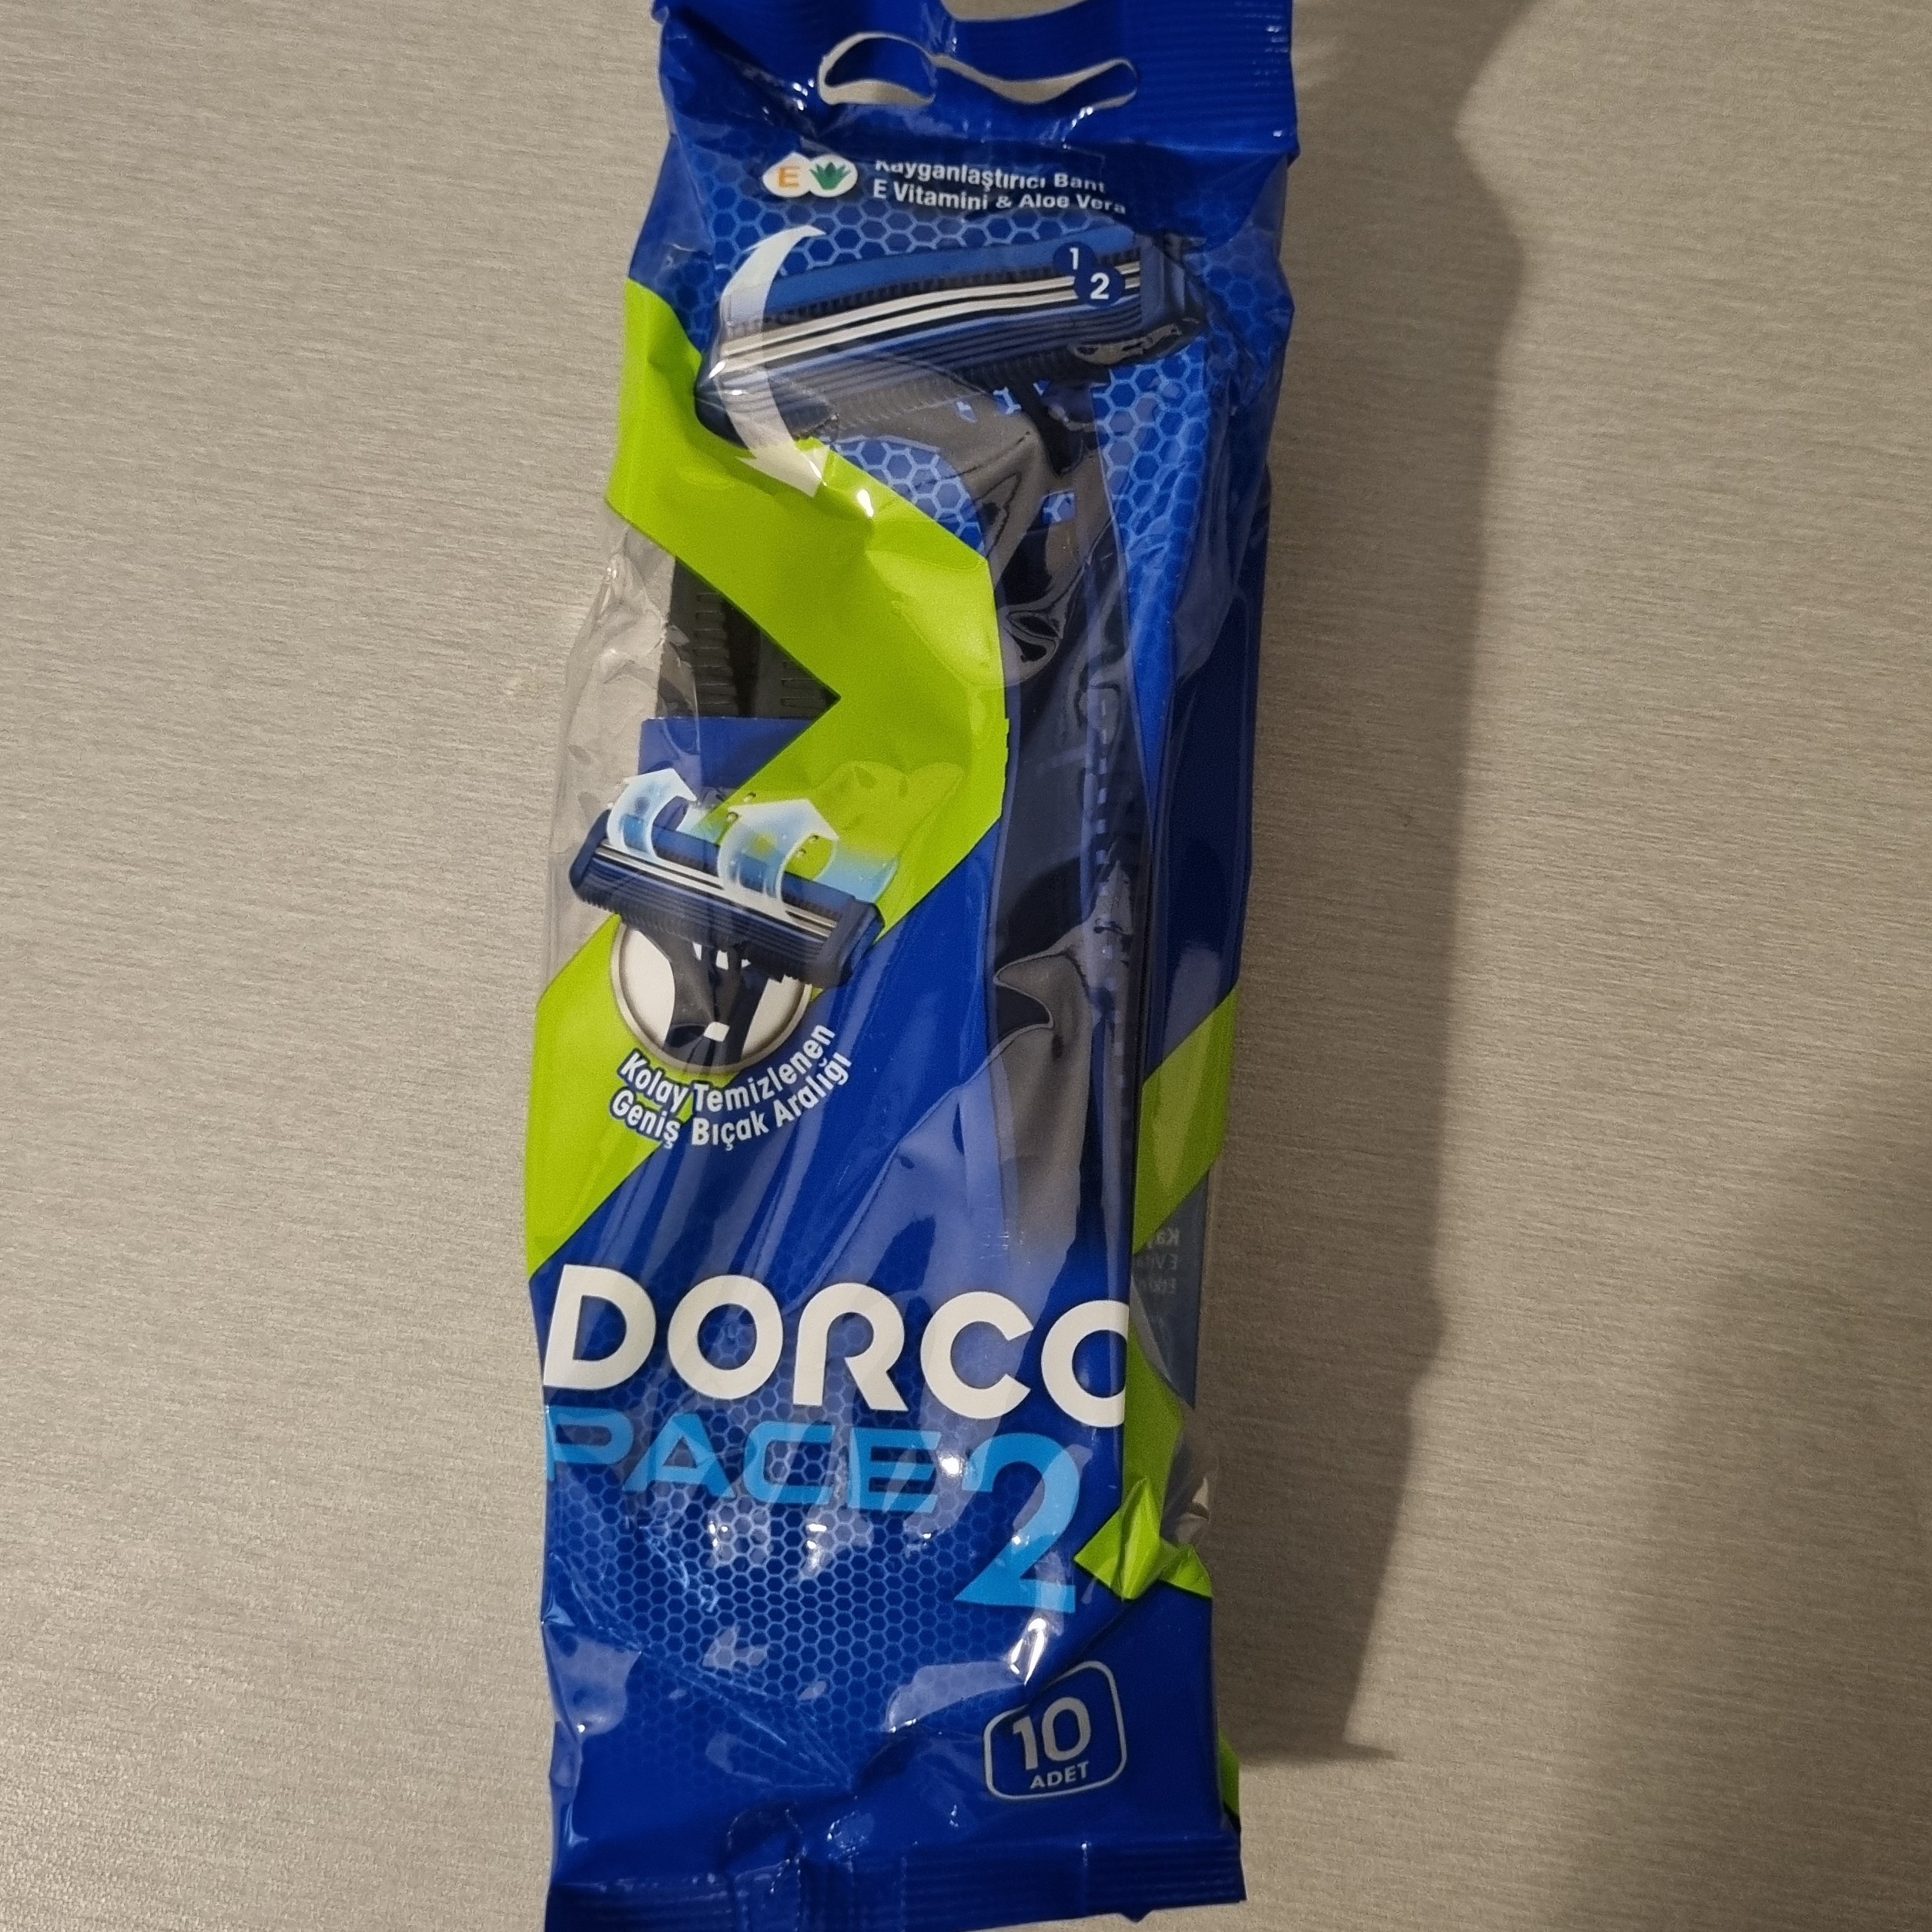 E
Kayganlaştırıcı Bant
E Vitamini & Aloe Vera
1
2
Kolay Temizlenen
Geniş Bıçak Aralığı
DORCO
PACE 2
10
ADET